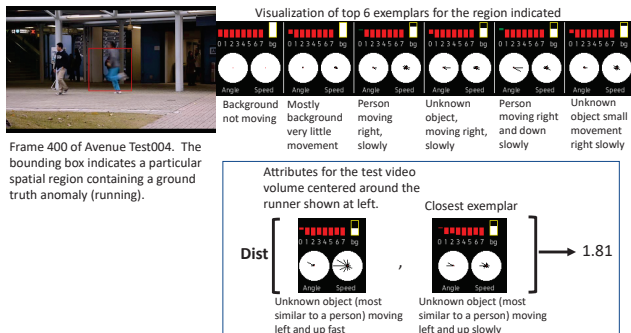 Visualization of top 6 exemplars for the region indicated
0 1 2 3 4 5 6 7 bg
0 1 2 3 4 5 6 7 bg
0 1 2 3 4 5 6 7 bg
0 1 2 3 4 5 6 7 bg
0 1 2 3 4 5 6 7 bg
0 1 2 3 4 5 6 7 bg
Angle Speed
Angle Speed
Angle Speed
Angle Speed
Angle Speed
Angle Speed
Background
not moving
Mostly
background
very little
movement
Person
moving
right,
slowly
Unknown
object,
moving right,
slowly
Person
moving right
and down
slowly
Unknown
object small
movement
right slowly
Frame 400 of Avenue Test004. The
bounding box indicates a particular
spatial region containing a ground
truth anomaly (running).
Attributes for the test video
volume centered around the
runner shown at left.
Closest exemplar
Dist
0 1 2 3 4 5 6 7 bg
Angle Speed
,
0 1 2 3 4 5 6 7 bg
Angle Speed
1.81
Unknown object (most
similar to a person) moving
left and up fast
Unknown object (most
similar to a person) moving
left and up slowly